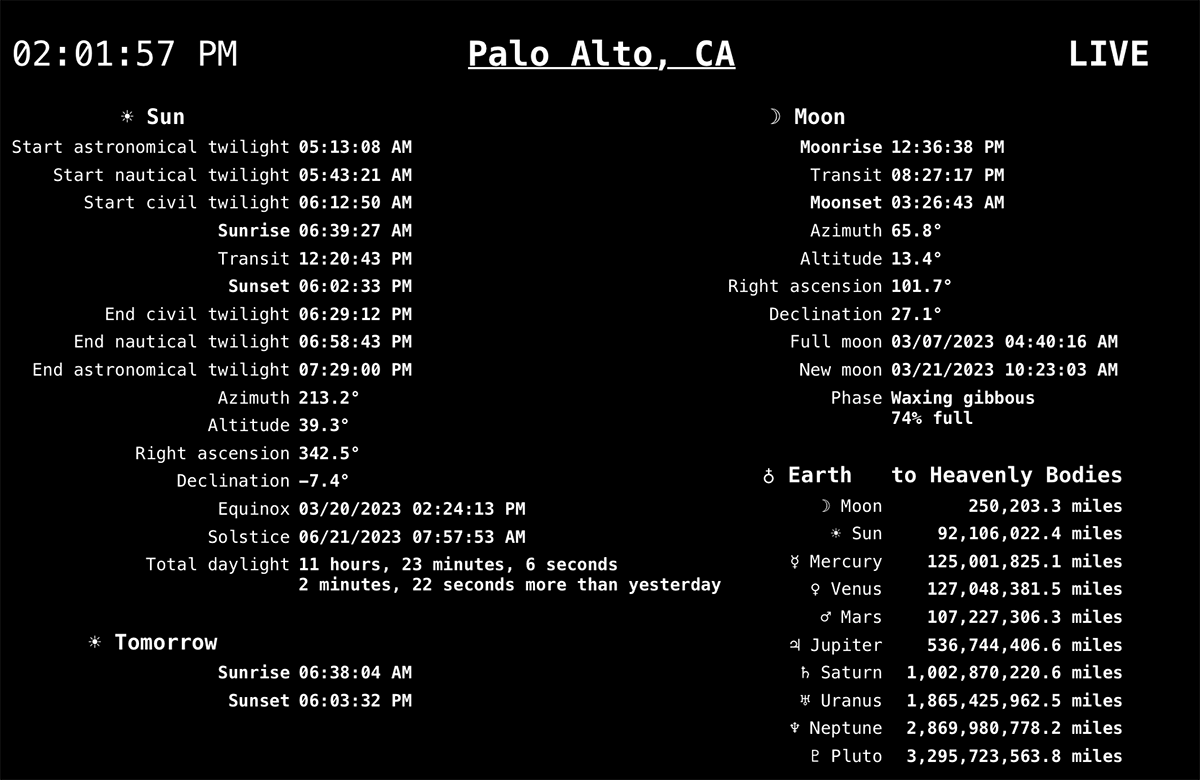 02:01:57 PM
Palo Alto, CA
LIVE
☀ Sun
Start astronomical twilight 05:13:08 AM
Start nautical twilight 05:43:21 AM
Start civil twilight 06:12:50 AM
Sunrise 06:39:27 AM
Transit 12:20:43 PM
Sunset 06:02:33 PM
End civil twilight 06:29:12 PM
End nautical twilight 06:58:43 PM
End astronomical twilight 07:29:00 PM
Azimuth 213.2°
Altitude 39.3°
Right ascension 342.5°
Declination −7.4°
Equinox 03/20/2023 02:24:13 PM
Solstice 06/21/2023 07:57:53 AM
Total daylight 11 hours, 23 minutes, 6 seconds
2 minutes, 22 seconds more than yesterday
☀ Tomorrow
Sunrise 06:38:04 AM
Sunset 06:03:32 PM
☽ Moon
Moonrise 12:36:38 PM
Transit 08:27:17 PM
Moonset 03:26:43 AM
Azimuth 65.8°
Altitude 13.4°
Right ascension 101.7°
Declination 27.1°
Full moon 03/07/2023 04:40:16 AM
New moon 03/21/2023 10:23:03 AM
Phase Waxing gibbous
74% full
♁ Earth to Heavenly Bodies
☽ Moon 250,203.3 miles
☀ Sun 92,106,022.4 miles
☿ Mercury 125,001,825.1 miles
♀ Venus 127,048,381.5 miles
♂ Mars 107,227,306.3 miles
♃ Jupiter 536,744,406.6 miles
♄ Saturn 1,002,870,220.6 miles
♅ Uranus 1,865,425,962.5 miles
♆ Neptune 2,869,980,778.2 miles
♇ Pluto 3,295,723,563.8 miles